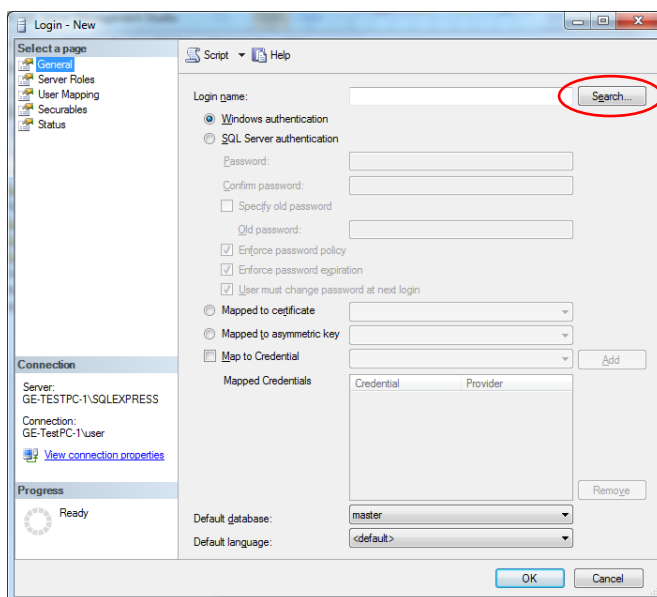 Login - New
Select a page
General
Server Roles
User Mapping
Securables
Status
Script Help
Login name: Search...
Windows authentication
SQL Server authentication
Password:
Confirm password:
Specify old password
Old password:
Enforce password policy
Enforce password expiration
User must change password at next login
Mapped to certificate
Mapped to asymmetric key
Map to Credential Add
Mapped Credentials Credential Provider
Remove
Default database: master
Default language: <default>
Connection
Server:
GE-TESTPC-1\SQLEXPRESS
Connection:
GE-TestPC-1\user
View connection properties
Progress
Ready
OK Cancel